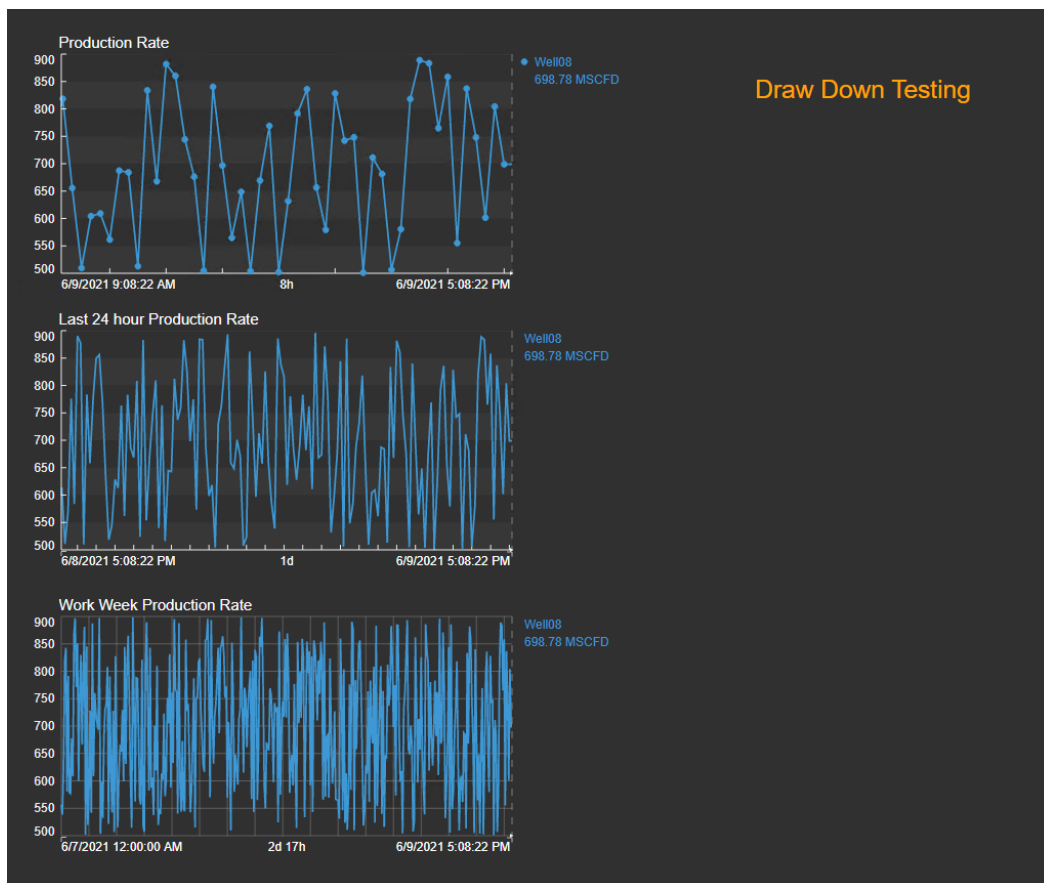 Production Rate
900
850
800
750
700
650
600
550
500
6/9/2021 9:08:22 AM 8h 6/9/2021 5:08:22 PM
Well08
698.78 MSCFD
Draw Down Testing
Last 24 hour Production Rate
900
850
800
750
700
650
600
550
500
6/8/2021 5:08:22 PM 1d 6/9/2021 5:08:22 PM
Well08
698.78 MSCFD
Work Week Production Rate
900
850
800
750
700
650
600
550
500
6/7/2021 12:00:00 AM 2d 17h 6/9/2021 5:08:22 PM
Well08
698.78 MSCFD